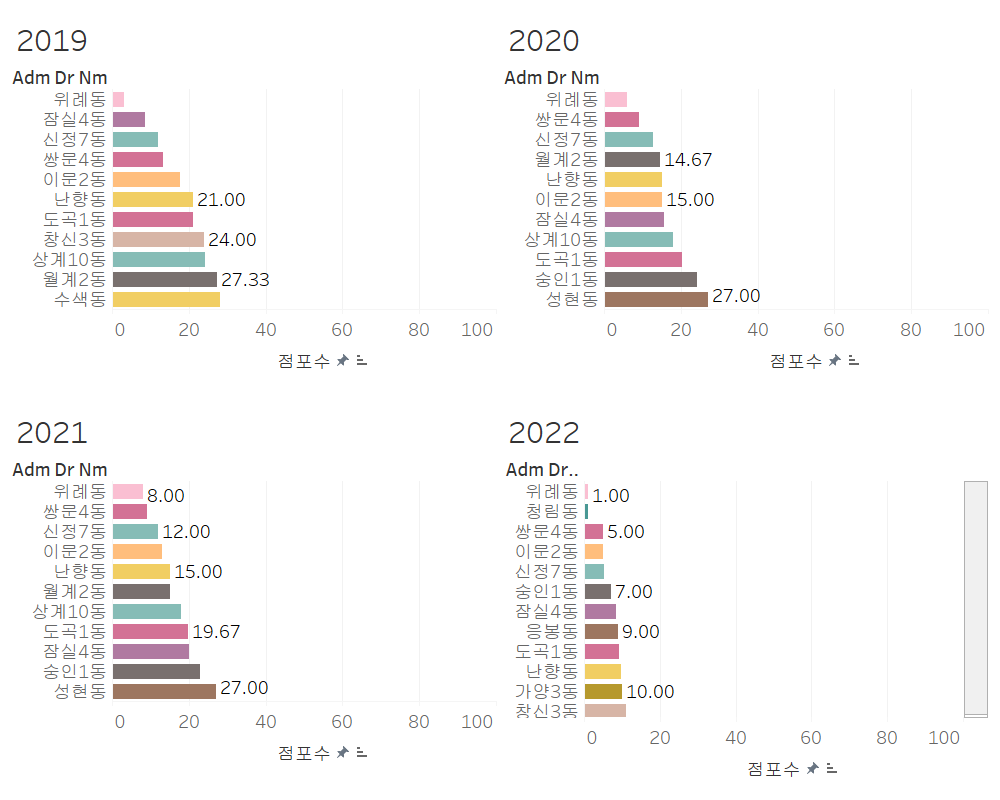 2019
Adm Dr Nm
위례동
잠실4동
신정7동
쌍문4동
이문2동
난향동 21.00
도곡1동
창신3동 24.00
상계10동
월계2동 27.33
수색동
0 20 40 60 80 100
점포수
2020
Adm Dr Nm
위례동
쌍문4동
신정7동
월계2동 14.67
난향동
이문2동 15.00
잠실4동
상계10동
도곡1동
숭인1동
성현동 27.00
0 20 40 60 80 100
점포수
2021
Adm Dr Nm
위례동 8.00
쌍문4동
신정7동 12.00
이문2동
난향동 15.00
월계2동
상계10동
도곡1동 19.67
잠실4동
숭인1동
성현동 27.00
0 20 40 60 80 100
점포수
2022
Adm Dr..
위례동 1.00
청림동
쌍문4동 5.00
이문2동
신정7동
숭인1동 7.00
잠실4동
응봉동 9.00
도곡1동
난향동
가양3동 10.00
창신3동
0 20 40 60 80 100
점포수